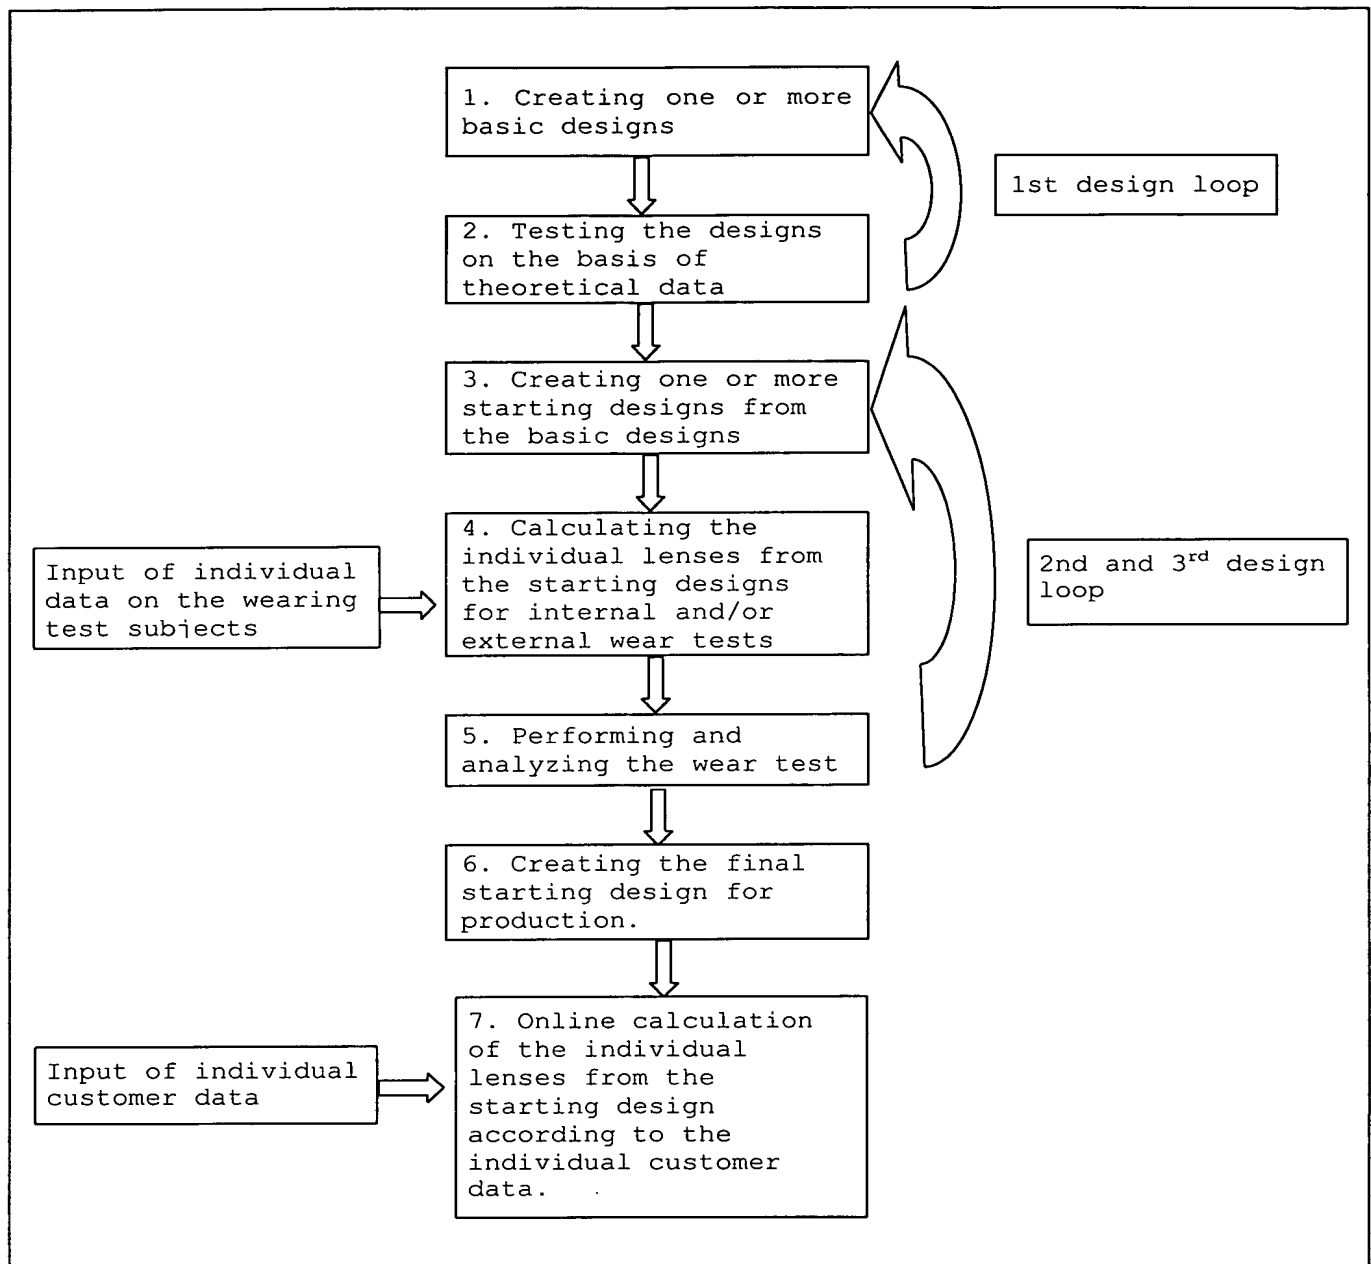 1. Creating one or more
basic designs
1st design loop
2. Testing the designs
on the basis of
theoretical data
3. Creating one or more
starting designs from
the basic designs
4. Calculating the
individual lenses from
the starting designs
for internal and/or
external wear tests
Input of individual
data on the wearing
test subjects
2nd and 3rd design
loop
5. Performing and
analyzing the wear test
6. Creating the final
starting design for
production.
7. Online calculation
of the individual
lenses from the
starting design
according to the
individual customer
data.
Input of individual
customer data